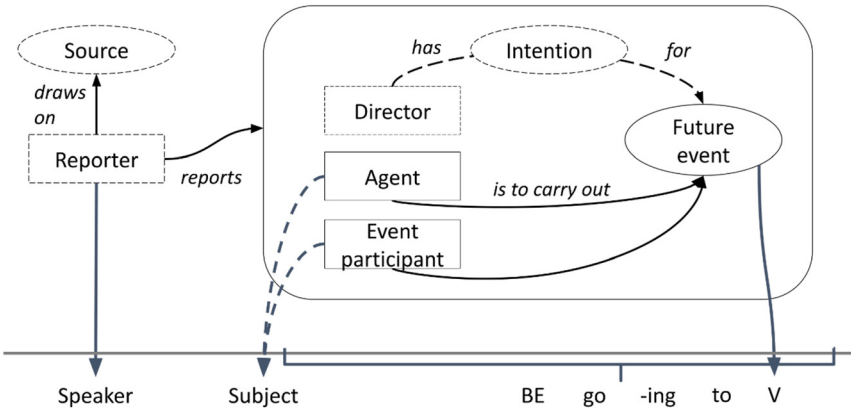 Source
has
Intention
for
draws
on
Director
Future
event
Reporter
reports
Agent
is to carry out
Event
participant
Speaker
Subject
BE go -ing to V